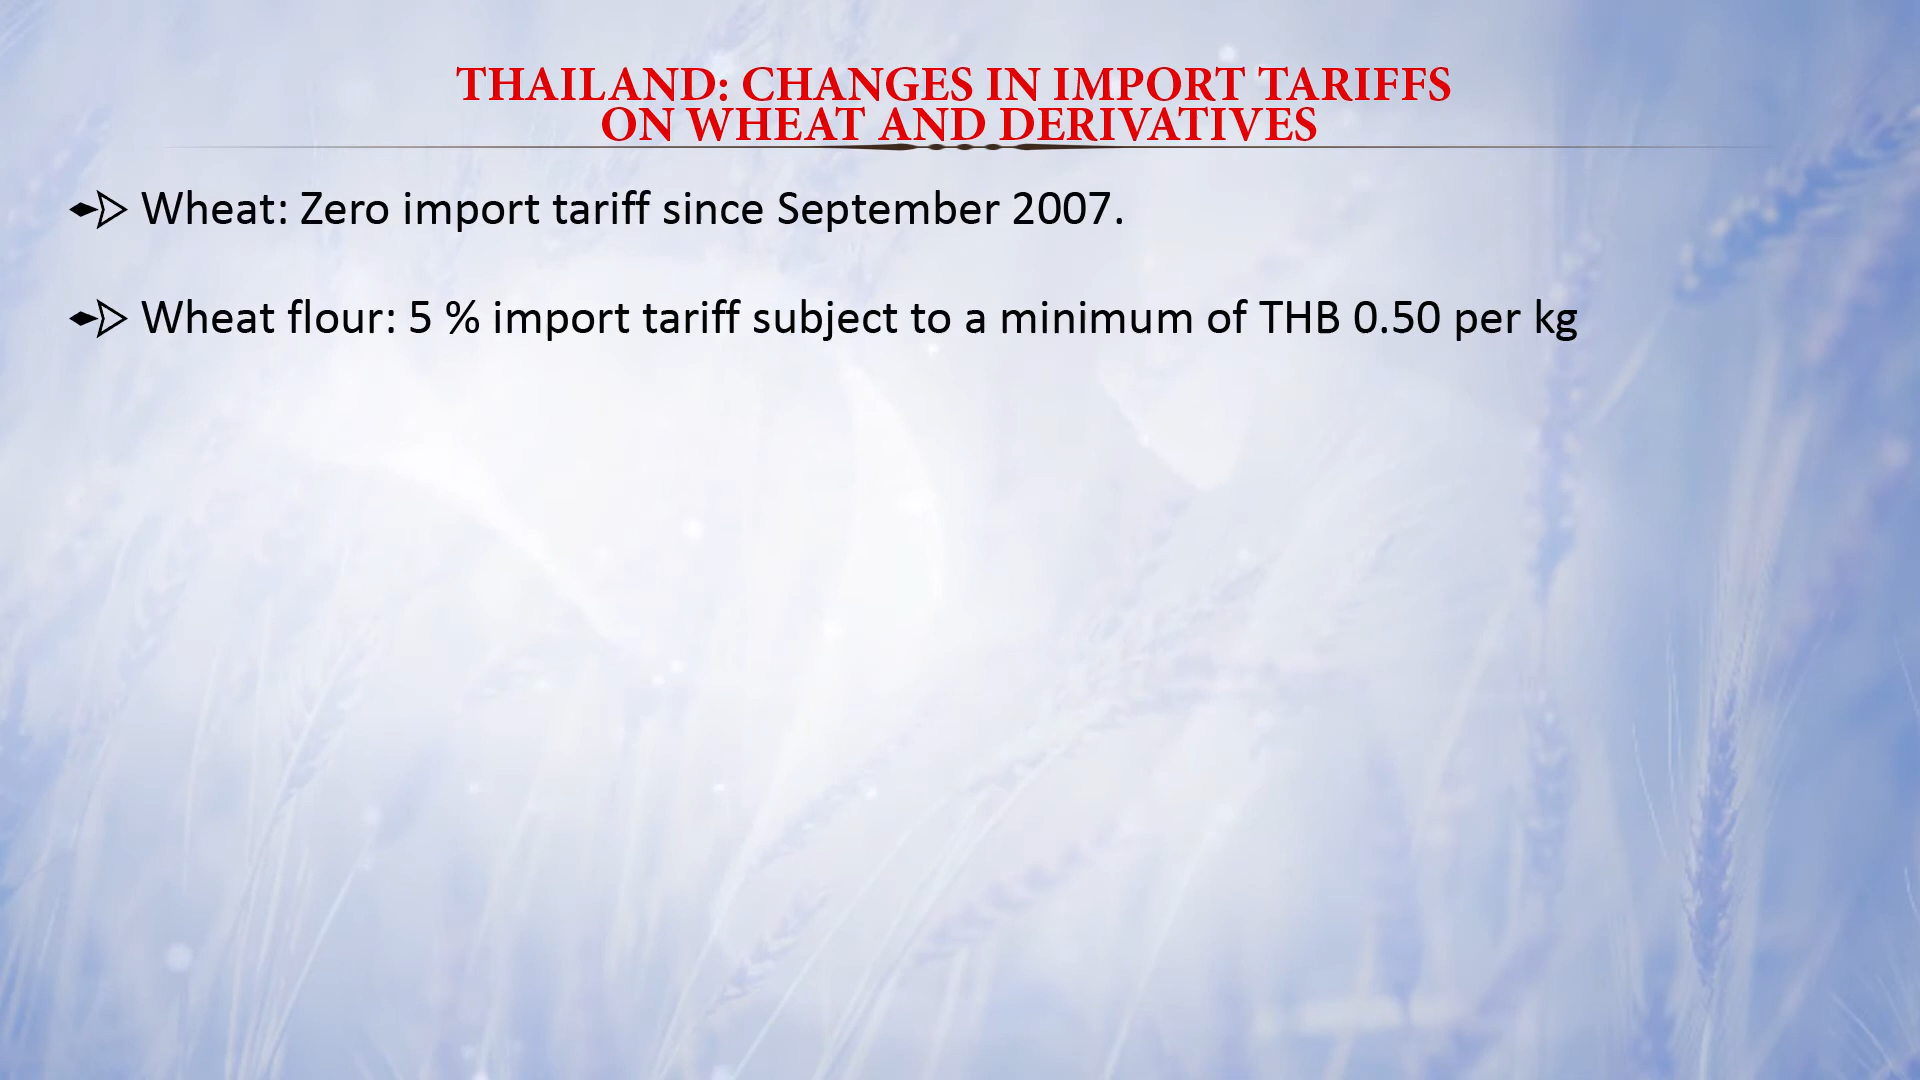 THAILAND: CHANGES IN IMPORT TARIFFS
ON WHEAT AND DERIVATIVES
Wheat: Zero import tariff since September 2007.
Wheat flour: 5 % import tariff subject to a minimum of THB 0.50 per kg